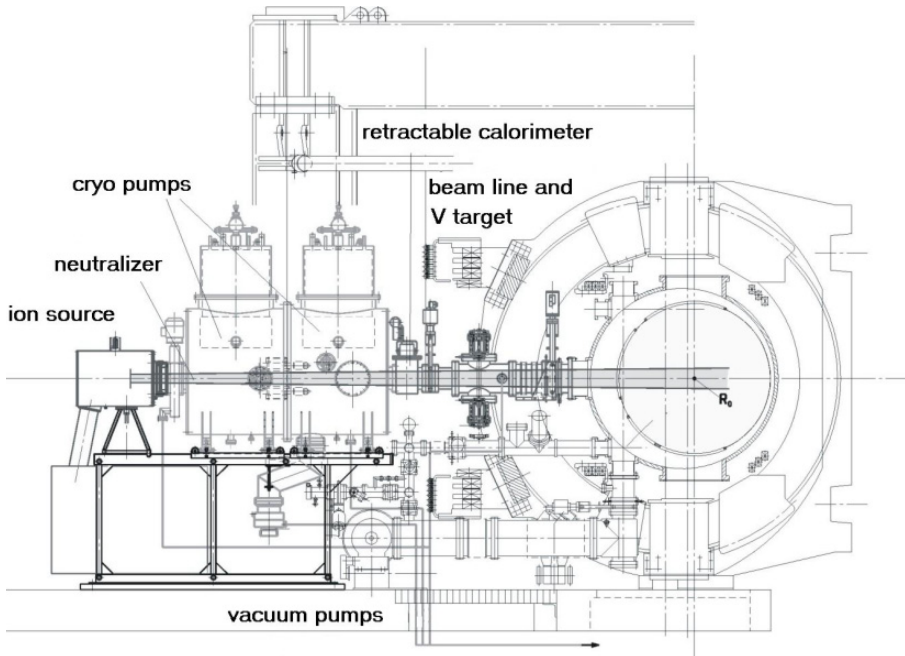 retractable calorimeter
cryo pumps
beam line and
V target
neutralizer
ion source
R₀
vacuum pumps